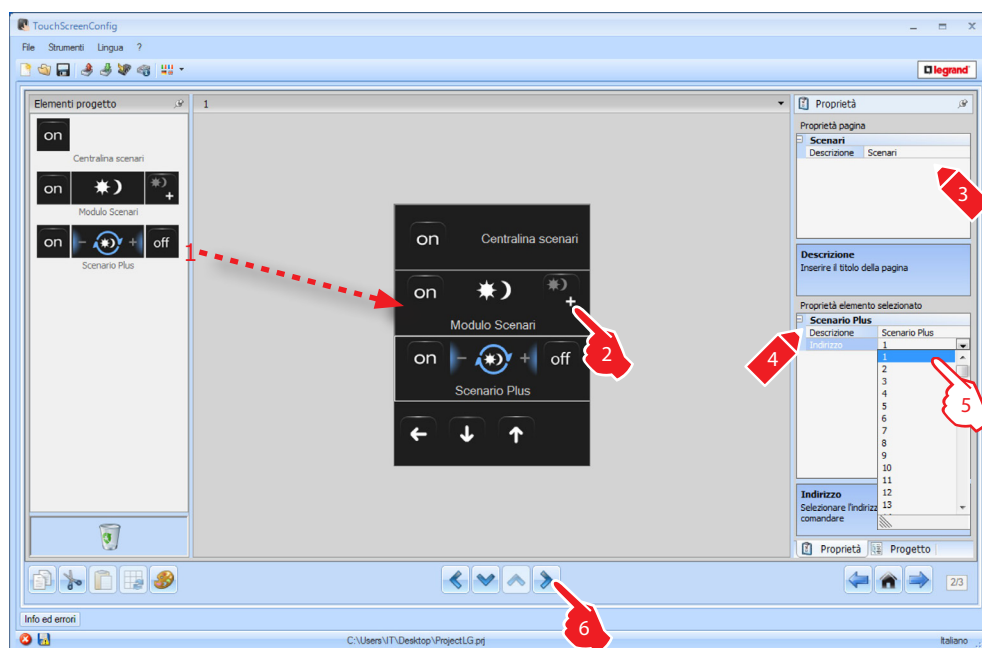 TouchScreenConfig
File Strumenti Lingua ?
legrand
Elementi progetto
on
Centralina scenari
on
+
Modulo Scenari
on - + off
Scenario Plus
1
1
on Centralina scenari
on
+
Modulo Scenari
on - + off
Scenario Plus
2
Proprietà
Proprietà pagina
Scenari
Descrizione Scenari
3
Descrizione
Inserire il titolo della pagina
Proprietà elemento selezionato
Scenario Plus
Descrizione Scenario Plus
Indirizzo 1
4
1
2
3
4
5
6
7
8
9
10
11
12
13
5
Indirizzo
Selezionare l'indiriz
comandare
Proprietà Progetto
2/3
6
Info ed errori
C:\Users\IT\Desktop\ProjectLG.prj
Italiano